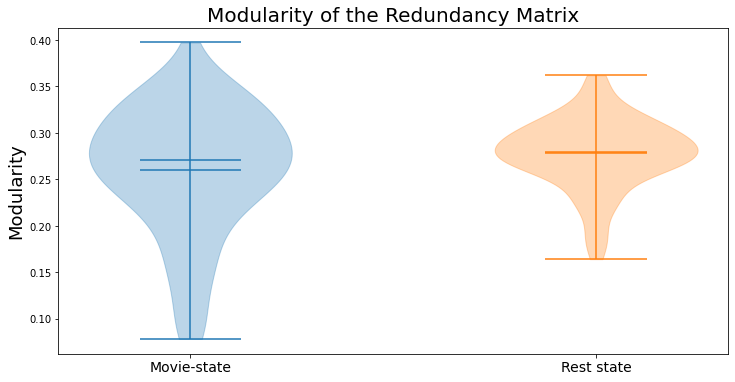 Modularity of the Redundancy Matrix
Modularity
0.40
0.35
0.30
0.25
0.20
0.15
0.10
Movie-state
Rest state